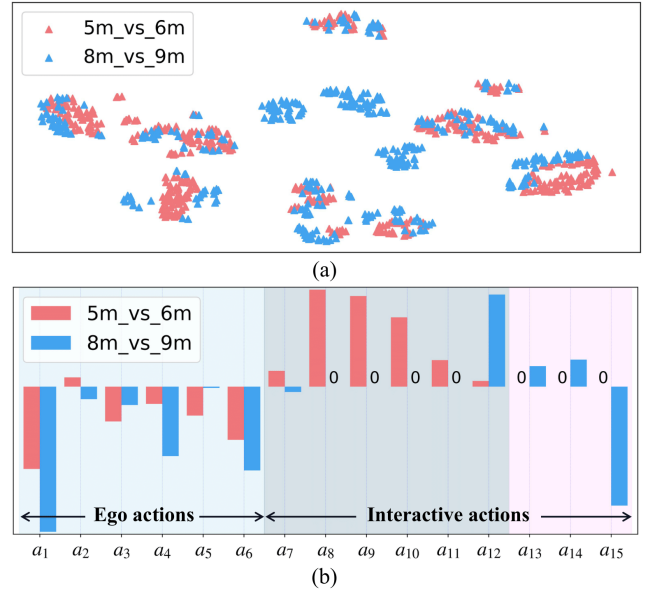 5m_vs_6m
8m_vs_9m
(a)
5m_vs_6m
8m_vs_9m
0 0 0 0 0 0 0 0
Ego actions Interactive actions
a1 a2 a3 a4 a5 a6 a7 a8 a9 a10 a11 a12 a13 a14 a15
(b)